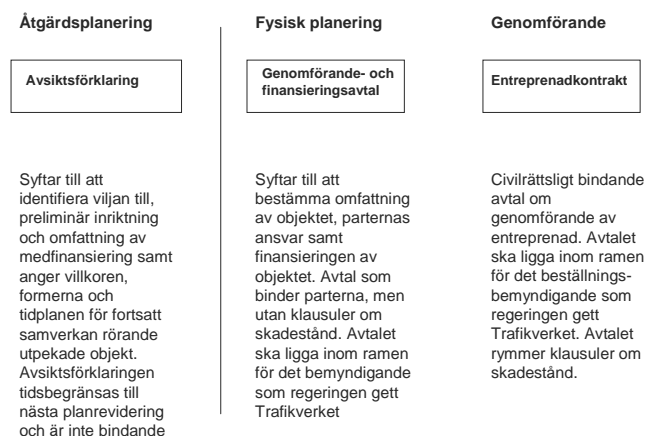 Åtgärdsplanering
Avsiktsförklaring
Syftar till att
identifiera viljan till,
preliminär inriktning
och omfattning av
medfinansiering samt
anger villkoren,
formerna och
tidplanen för fortsatt
samverkan rörande
utpekade objekt.
Avsiktsförklaringen
tidsbegränsas till
nästa planrevidering
och är inte bindande
Fysisk planering
Genomförande- och
finansieringsavtal
Syftar till att
bestämma omfattning
av objektet, parternas
ansvar samt
finansieringen av
objektet. Avtal som
binder parterna, men
utan klausuler om
skadestånd. Avtalet
ska ligga inom ramen
för det bemyndigande
som regeringen gett
Trafikverket
Genomförande
Entreprenadkontrakt
Civilrättsligt bindande
avtal om
genomförande av
entreprenad. Avtalet
ska ligga inom ramen
för det beställnings-
bemyndigande som
regeringen gett
Trafikverket. Avtalet
rymmer klausuler om
skadestånd.